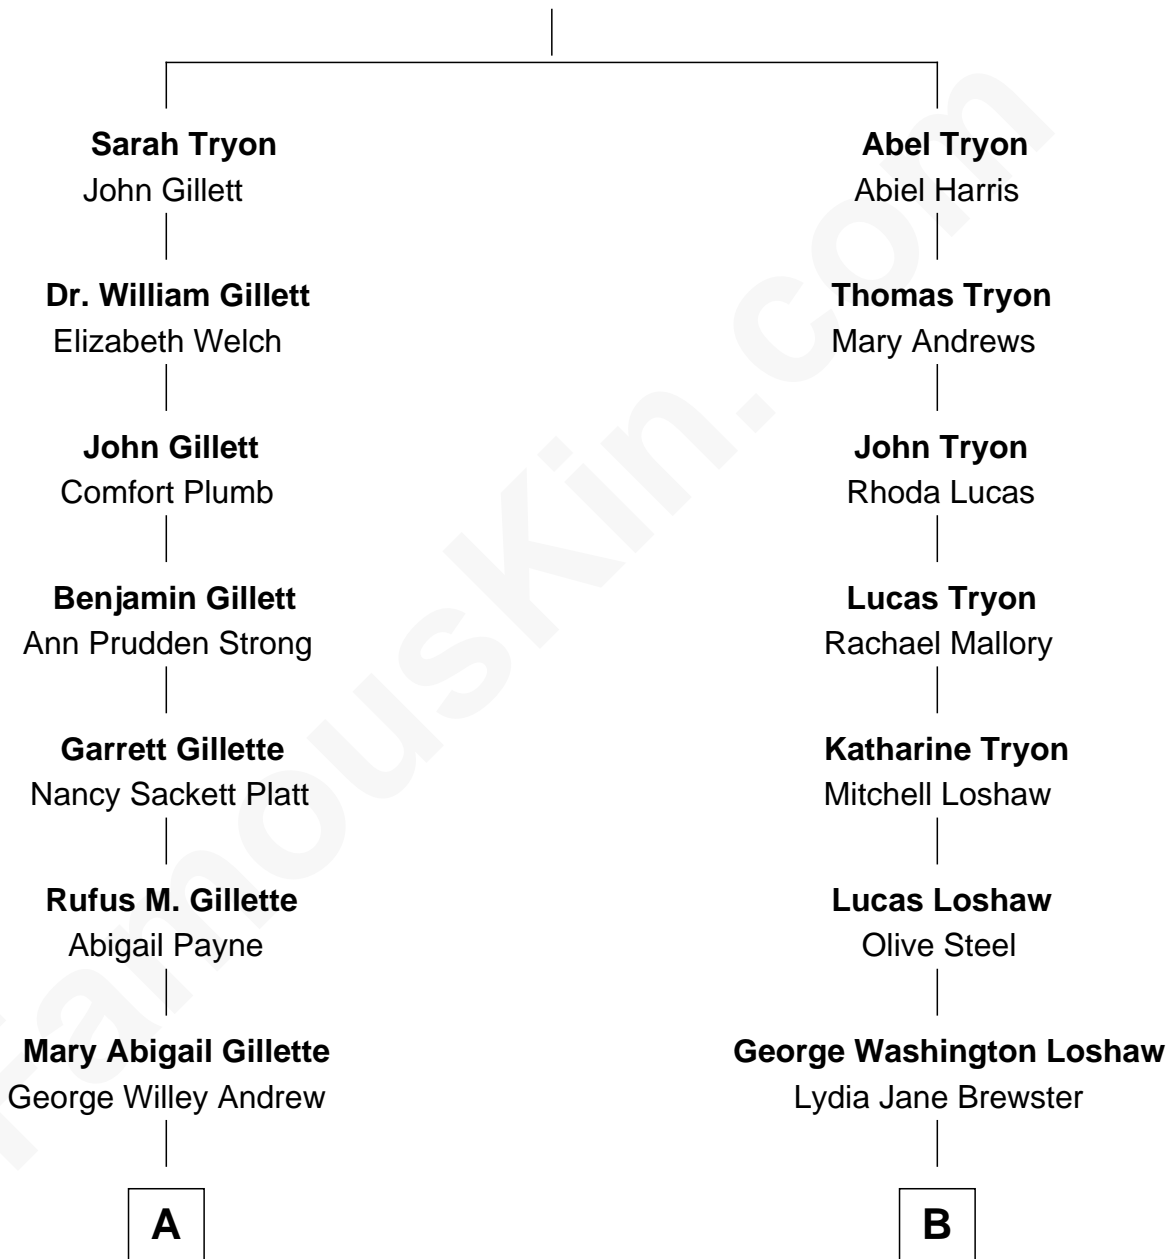 Sarah Tryon
John Gillett
Dr. William Gillett
Elizabeth Welch
John Gillett
Comfort Plumb
Benjamin Gillett
Ann Prudden Strong
Garrett Gillette
Nancy Sackett Platt
Rufus M. Gillette
Abigail Payne
Mary Abigail Gillette
George Willey Andrew
A
Abel Tryon
Abiel Harris
Thomas Tryon
Mary Andrews
John Tryon
Rhoda Lucas
Lucas Tryon
Rachael Mallory
Katharine Tryon
Mitchell Loshaw
Lucas Loshaw
Olive Steel
George Washington Loshaw
Lydia Jane Brewster
B
FamousKin.com